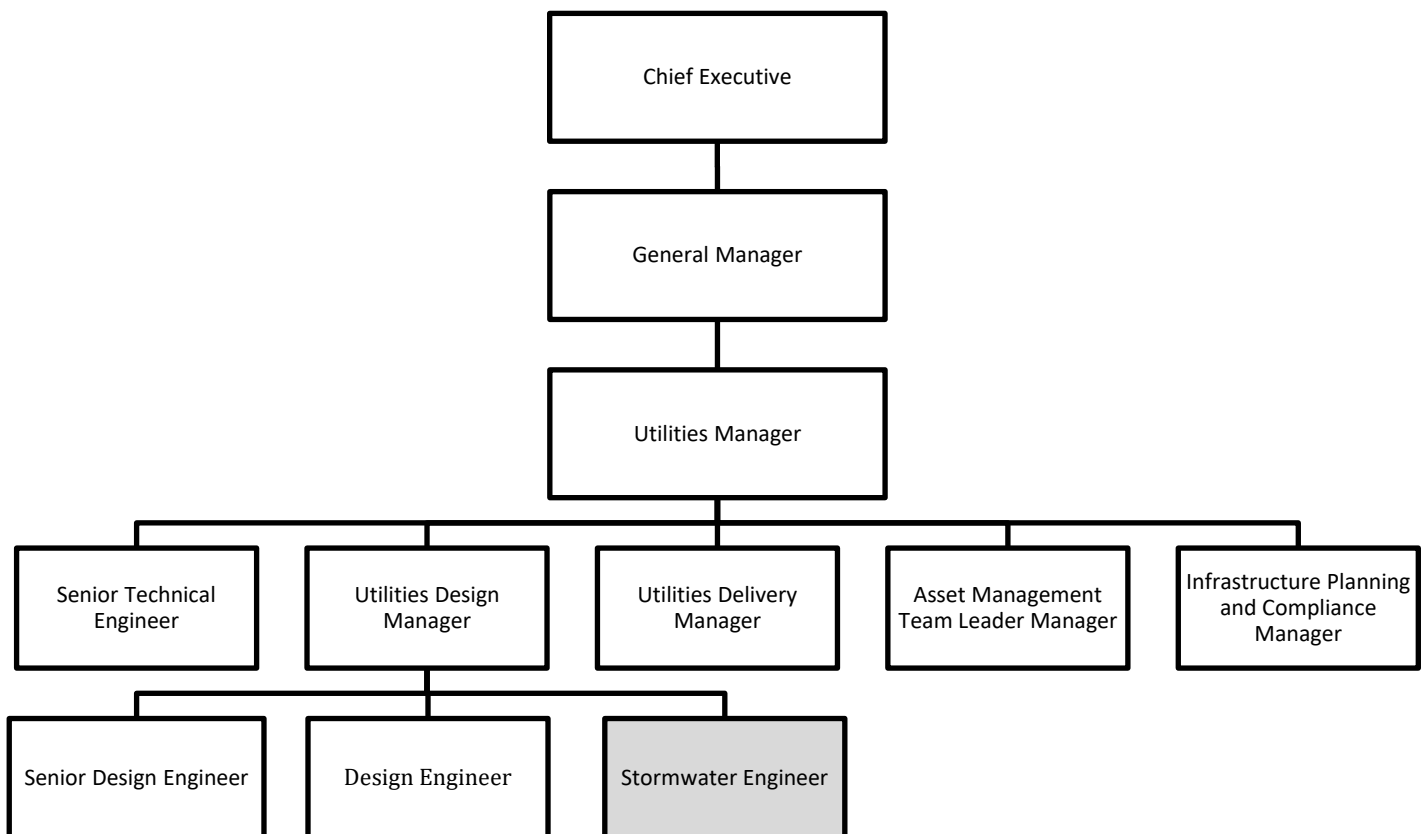 Chief Executive
General Manager
Utilities Manager
Senior Technical
Engineer
Utilities Design
Manager
Utilities Delivery
Manager
Asset Management
Team Leader Manager
Infrastructure Planning
and Compliance
Manager
Senior Design Engineer
Design Engineer
Stormwater Engineer